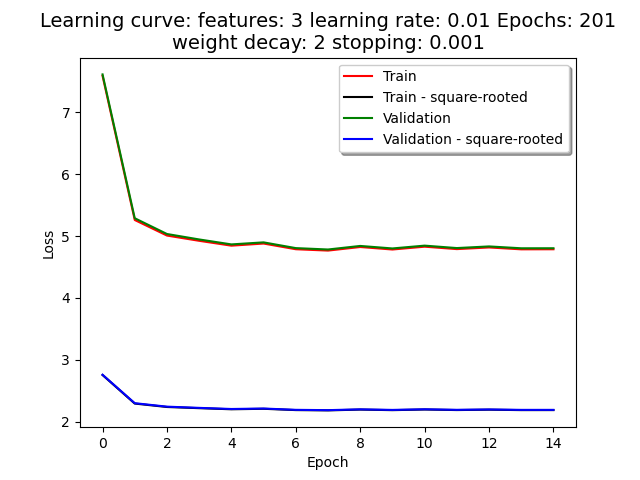 Learning curve: features: 3 learning rate: 0.01 Epochs: 201
weight decay: 2 stopping: 0.001
Train
Train - square-rooted
Validation
Validation - square-rooted
Loss
7
6
5
4
3
2
0 2 4 6 8 10 12 14
Epoch